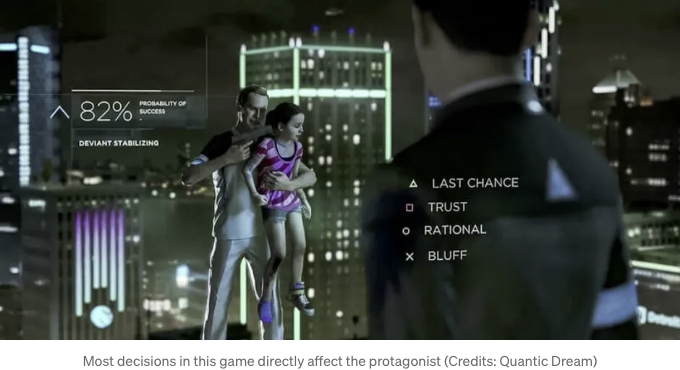 82% PROBABILITY OF
SUCCESS
DEVIANT STABILIZING
LAST CHANCE
TRUST
RATIONAL
BLUFF
Detroit
Most decisions in this game directly affect the protagonist (Credits: Quantic Dream)